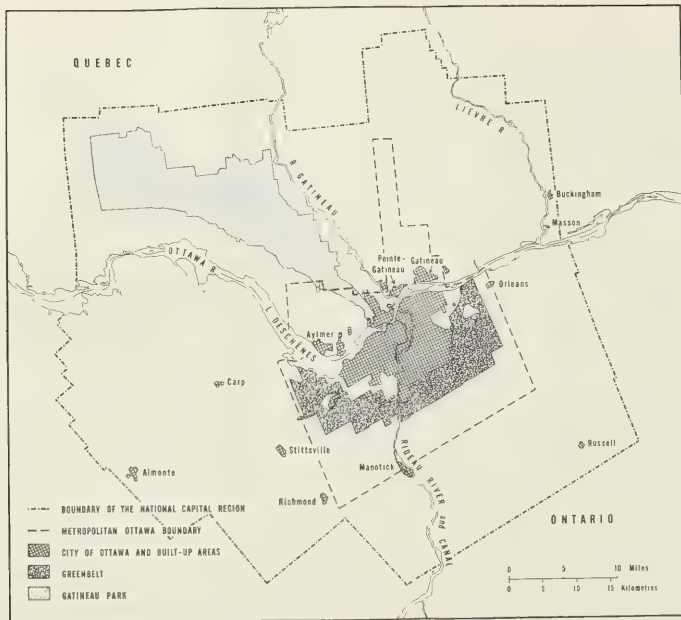 QUEBEC
LIÈVRE R
R GATINEAU
Buckingham
Masson
OTTAWA R
Pointe-
Gatineau
Gatineau
Orleans
L DESCHÊNES
Aylmer
Carp
Stittsville
Almonte
Richmond
Manotick
Russell
RIDEAU RIVER and CANAL
ONTARIO
BOUNDARY OF THE NATIONAL CAPITAL REGION
METROPOLITAN OTTAWA BOUNDARY
CITY OF OTTAWA AND BUILT-UP AREAS
GREENBELT
GATINEAU PARK
0 5 10 Miles
0 5 10 15 Kilometres